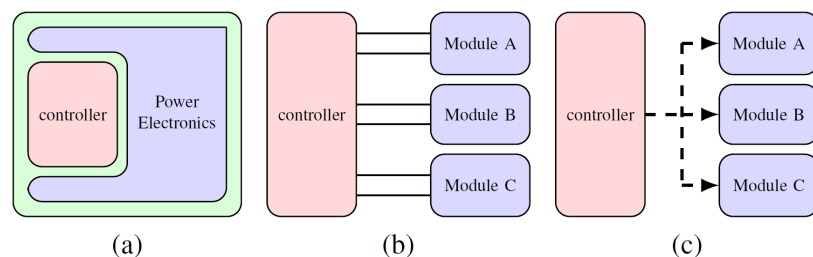 controller
Power
Electronics
(a)
controller
Module A
Module B
Module C
(b)
controller
Module A
Module B
Module C
(c)